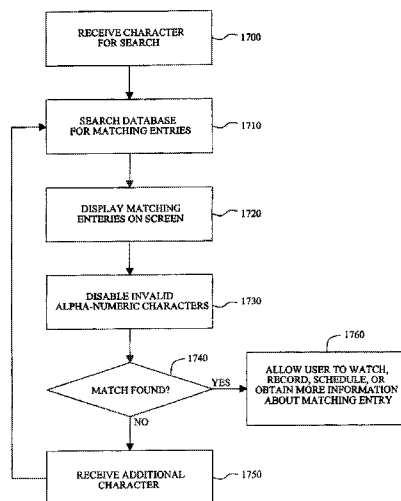 RECEIVE CHARACTER
FOR SEARCH
1700
SEARCH DATABASE
FOR MATCHING ENTRIES
1710
DISPLAY MATCHING
ENTERIES ON SCREEN
1720
DISABLE INVALID
ALPHA-NUMERIC CHARACTERS
1730
1740
MATCH FOUND?
YES
1760
ALLOW USER TO WATCH,
RECORD, SCHEDULE, OR
OBTAIN MORE INFORMATION
ABOUT MATCHING ENTRY
NO
RECEIVE ADDITIONAL
CHARACTER
1750